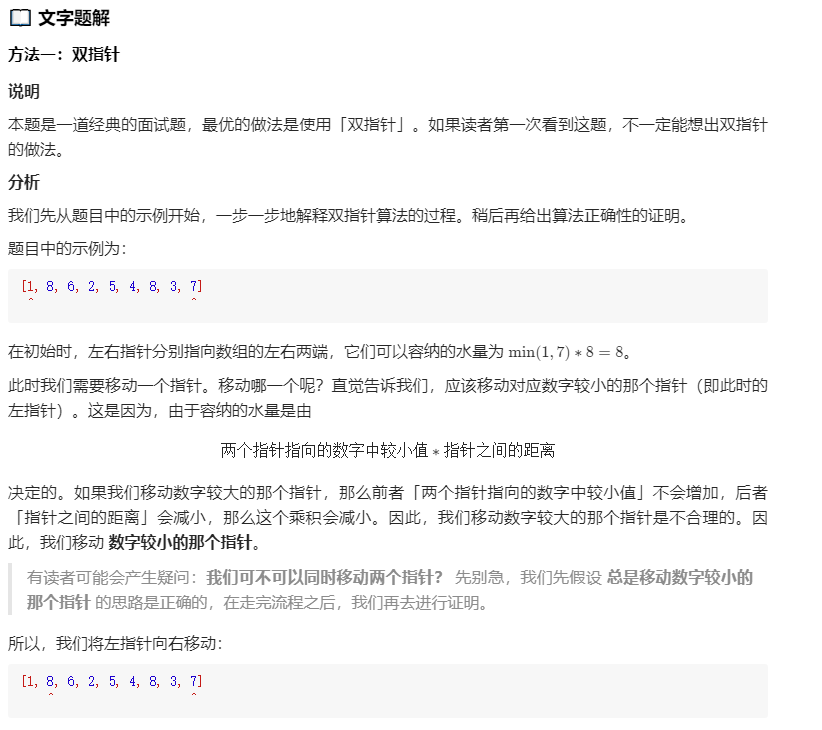 📖 文字题解
方法一：双指针
说明
本题是一道经典的面试题，最优的做法是使用「双指针」。如果读者第一次看到这题，不一定能想出双指针
的做法。
分析
我们先从题目中的示例开始，一步一步地解释双指针算法的过程。稍后再给出算法正确性的证明。
题目中的示例为：
[1, 8, 6, 2, 5, 4, 8, 3, 7]
^ ^
在初始时，左右指针分别指向数组的左右两端，它们可以容纳的水量为 min(1, 7) ∗ 8 = 8。
此时我们需要移动一个指针。移动哪一个呢？直觉告诉我们，应该移动对应数字较小的那个指针（即此时的
左指针）。这是因为，由于容纳的水量是由
两个指针指向的数字中较小值 ∗ 指针之间的距离
决定的。如果我们移动数字较大的那个指针，那么前者「两个指针指向的数字中较小值」不会增加，后者
「指针之间的距离」会减小，那么这个乘积会减小。因此，我们移动数字较大的那个指针是不合理的。因
此，我们移动 数字较小的那个指针。
有读者可能会产生疑问：我们可不可以同时移动两个指针？ 先别急，我们先假设 总是移动数字较小的
那个指针 的思路是正确的，在走完流程之后，我们再去进行证明。
所以，我们将左指针向右移动：
[1, 8, 6, 2, 5, 4, 8, 3, 7]
^ ^